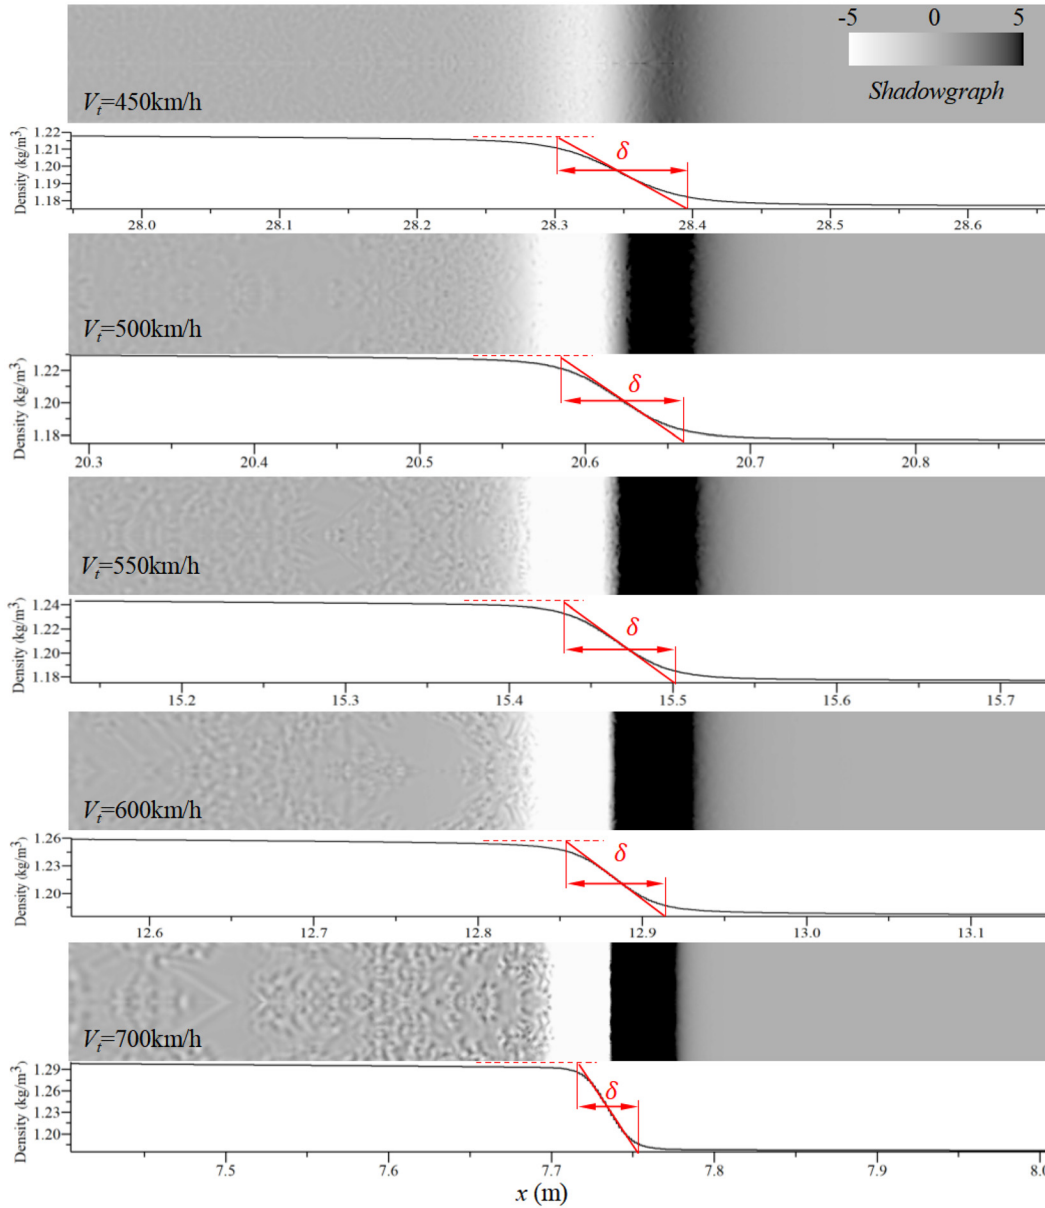 -5 0 5
Shadowgraph
V_t=450km/h
Density (kg/m³)
1.22
1.21
1.20
1.19
1.18
δ
28.0 28.1 28.2 28.3 28.4 28.5 28.6
V_t=500km/h
Density (kg/m³)
1.22
1.20
1.18
δ
20.3 20.4 20.5 20.6 20.7 20.8
V_t=550km/h
Density (kg/m³)
1.24
1.22
1.20
1.18
δ
15.2 15.3 15.4 15.5 15.6 15.7
V_t=600km/h
Density (kg/m³)
1.26
1.23
1.20
δ
12.6 12.7 12.8 12.9 13.0 13.1
V_t=700km/h
Density (kg/m³)
1.29
1.26
1.23
1.20
δ
7.5 7.6 7.7 7.8 7.9 8.0
x (m)